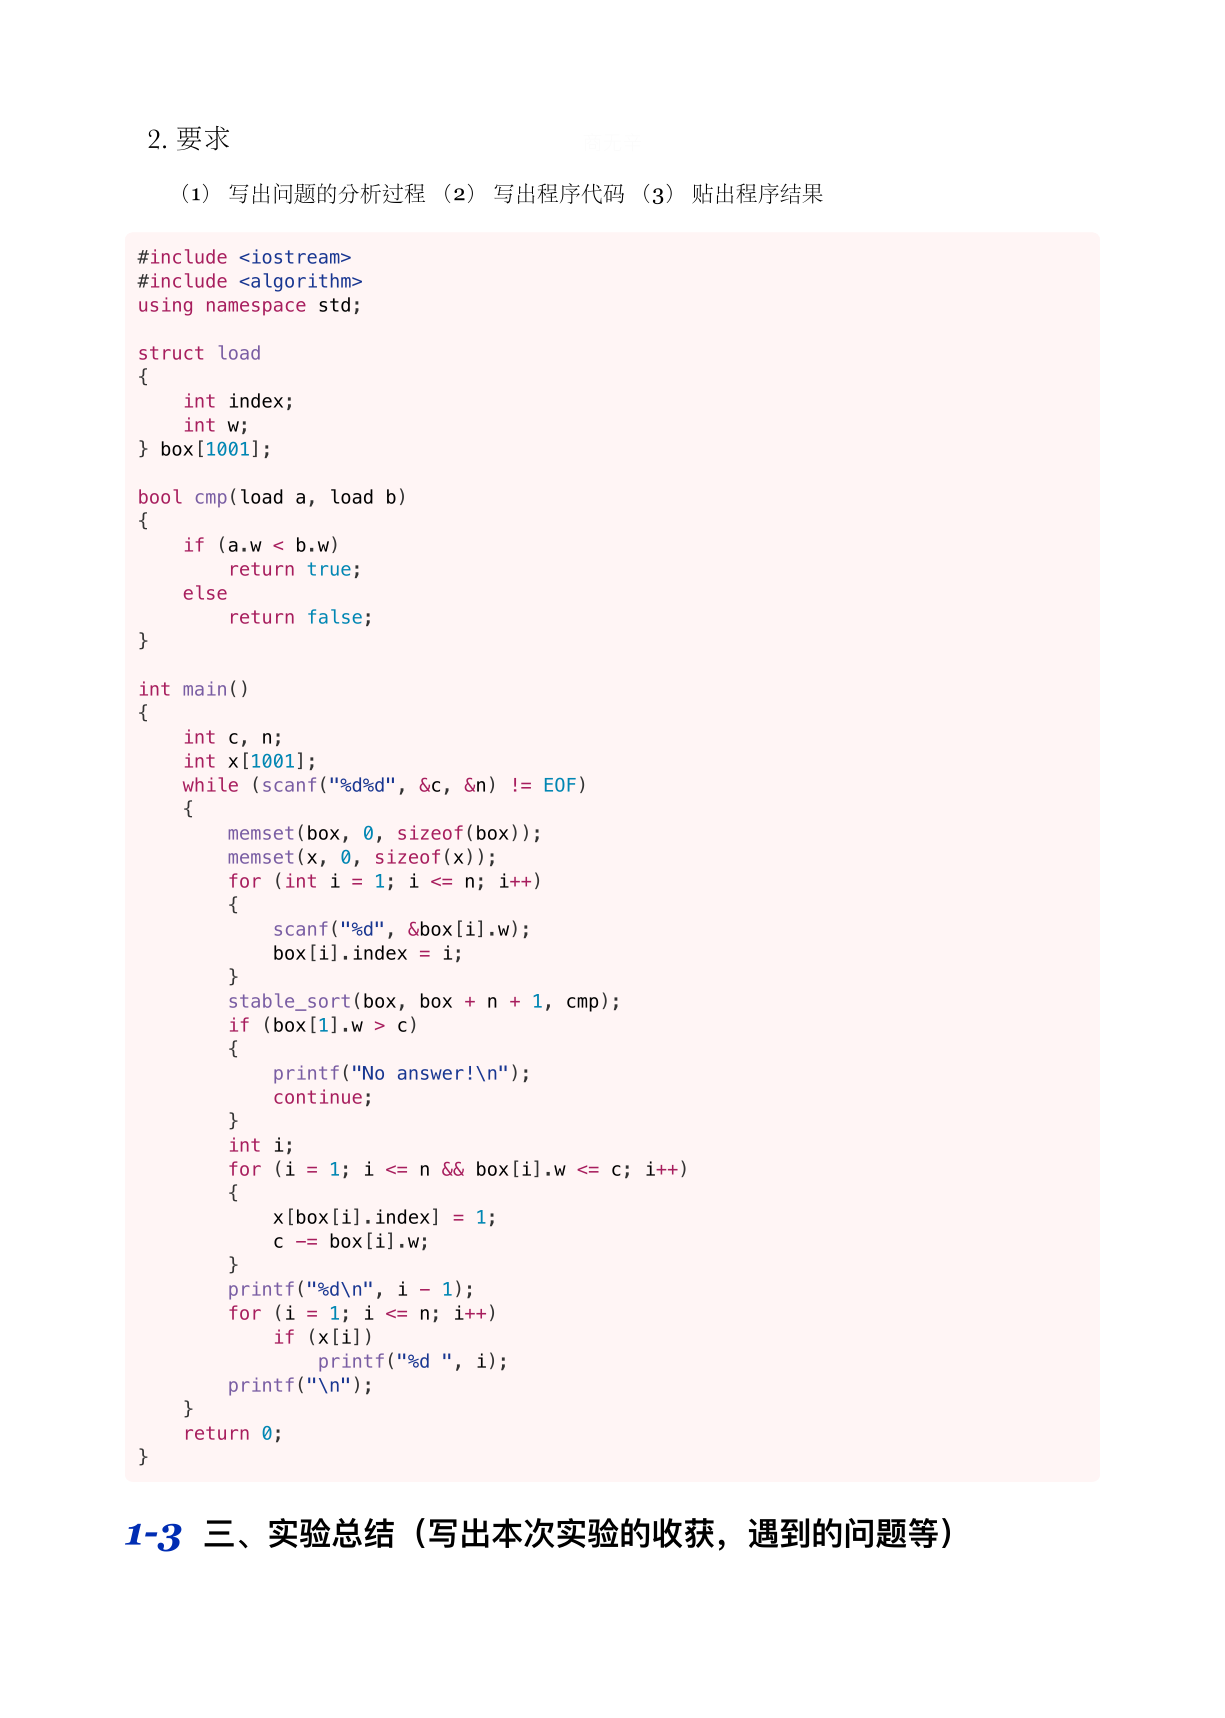 2. 要求
（1） 写出问题的分析过程 （2） 写出程序代码 （3） 贴出程序结果
#include <iostream>
#include <algorithm>
using namespace std;
struct load
{
    int index;
    int w;
} box[1001];
bool cmp(load a, load b)
{
    if (a.w < b.w)
        return true;
    else
        return false;
}
int main()
{
    int c, n;
    int x[1001];
    while (scanf("%d%d", &c, &n) != EOF)
    {
        memset(box, 0, sizeof(box));
        memset(x, 0, sizeof(x));
        for (int i = 1; i <= n; i++)
        {
            scanf("%d", &box[i].w);
            box[i].index = i;
        }
        stable_sort(box, box + n + 1, cmp);
        if (box[1].w > c)
        {
            printf("No answer!\n");
            continue;
        }
        int i;
        for (i = 1; i <= n && box[i].w <= c; i++)
        {
            x[box[i].index] = 1;
            c -= box[i].w;
        }
        printf("%d\n", i - 1);
        for (i = 1; i <= n; i++)
            if (x[i])
                printf("%d ", i);
        printf("\n");
    }
    return 0;
}
1-3 三、实验总结（写出本次实验的收获，遇到的问题等）